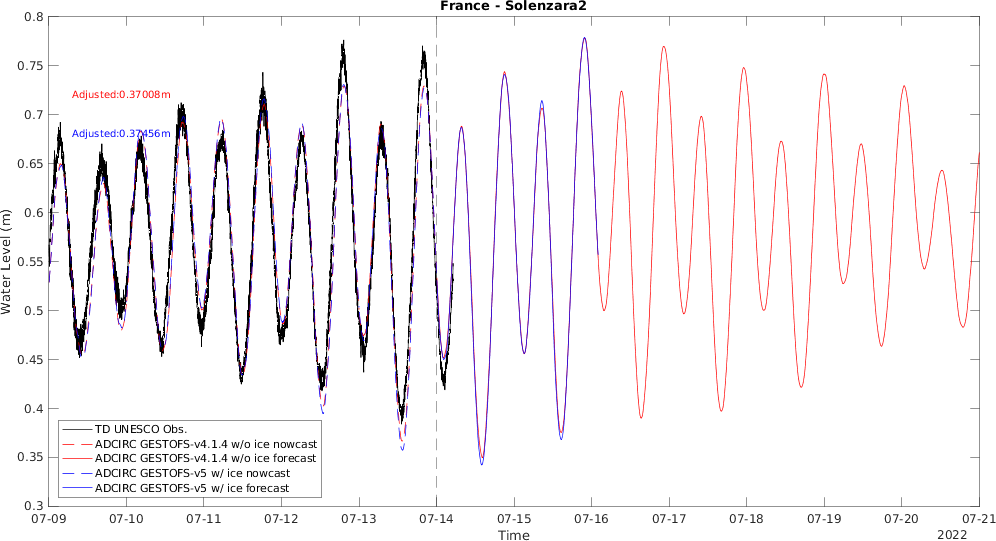 France - Solenzara2
0.8
0.75
0.7
0.65
0.6
0.55
0.5
0.45
0.4
0.35
0.3
Water Level (m)
Adjusted:0.37008m
Adjusted:0.37456m
TD UNESCO Obs.
ADCIRC GESTOFS-v4.1.4 w/o ice nowcast
ADCIRC GESTOFS-v4.1.4 w/o ice forecast
ADCIRC GESTOFS-v5 w/ ice nowcast
ADCIRC GESTOFS-v5 w/ ice forecast
07-09 07-10 07-11 07-12 07-13 07-14 07-15 07-16 07-17 07-18 07-19 07-20 07-21
Time
2022